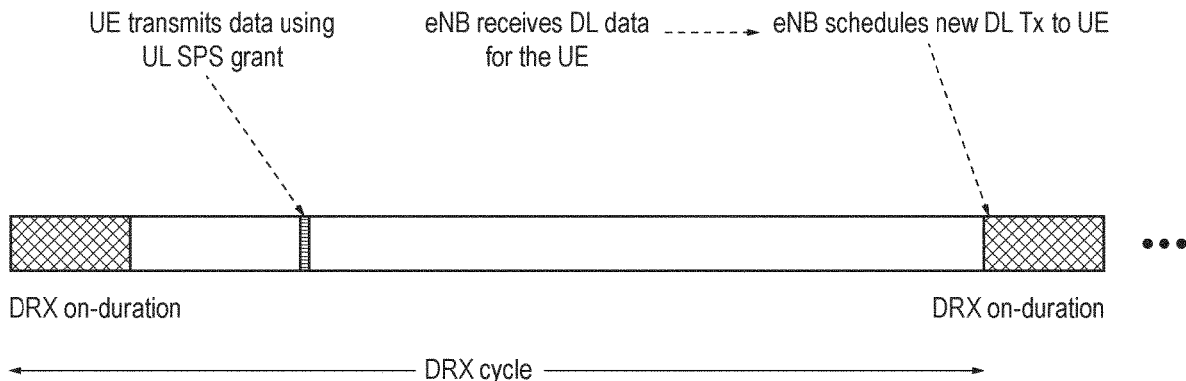 UE transmits data using
UL SPS grant
eNB receives DL data
for the UE
eNB schedules new DL Tx to UE
DRX on-duration
DRX on-duration
DRX cycle